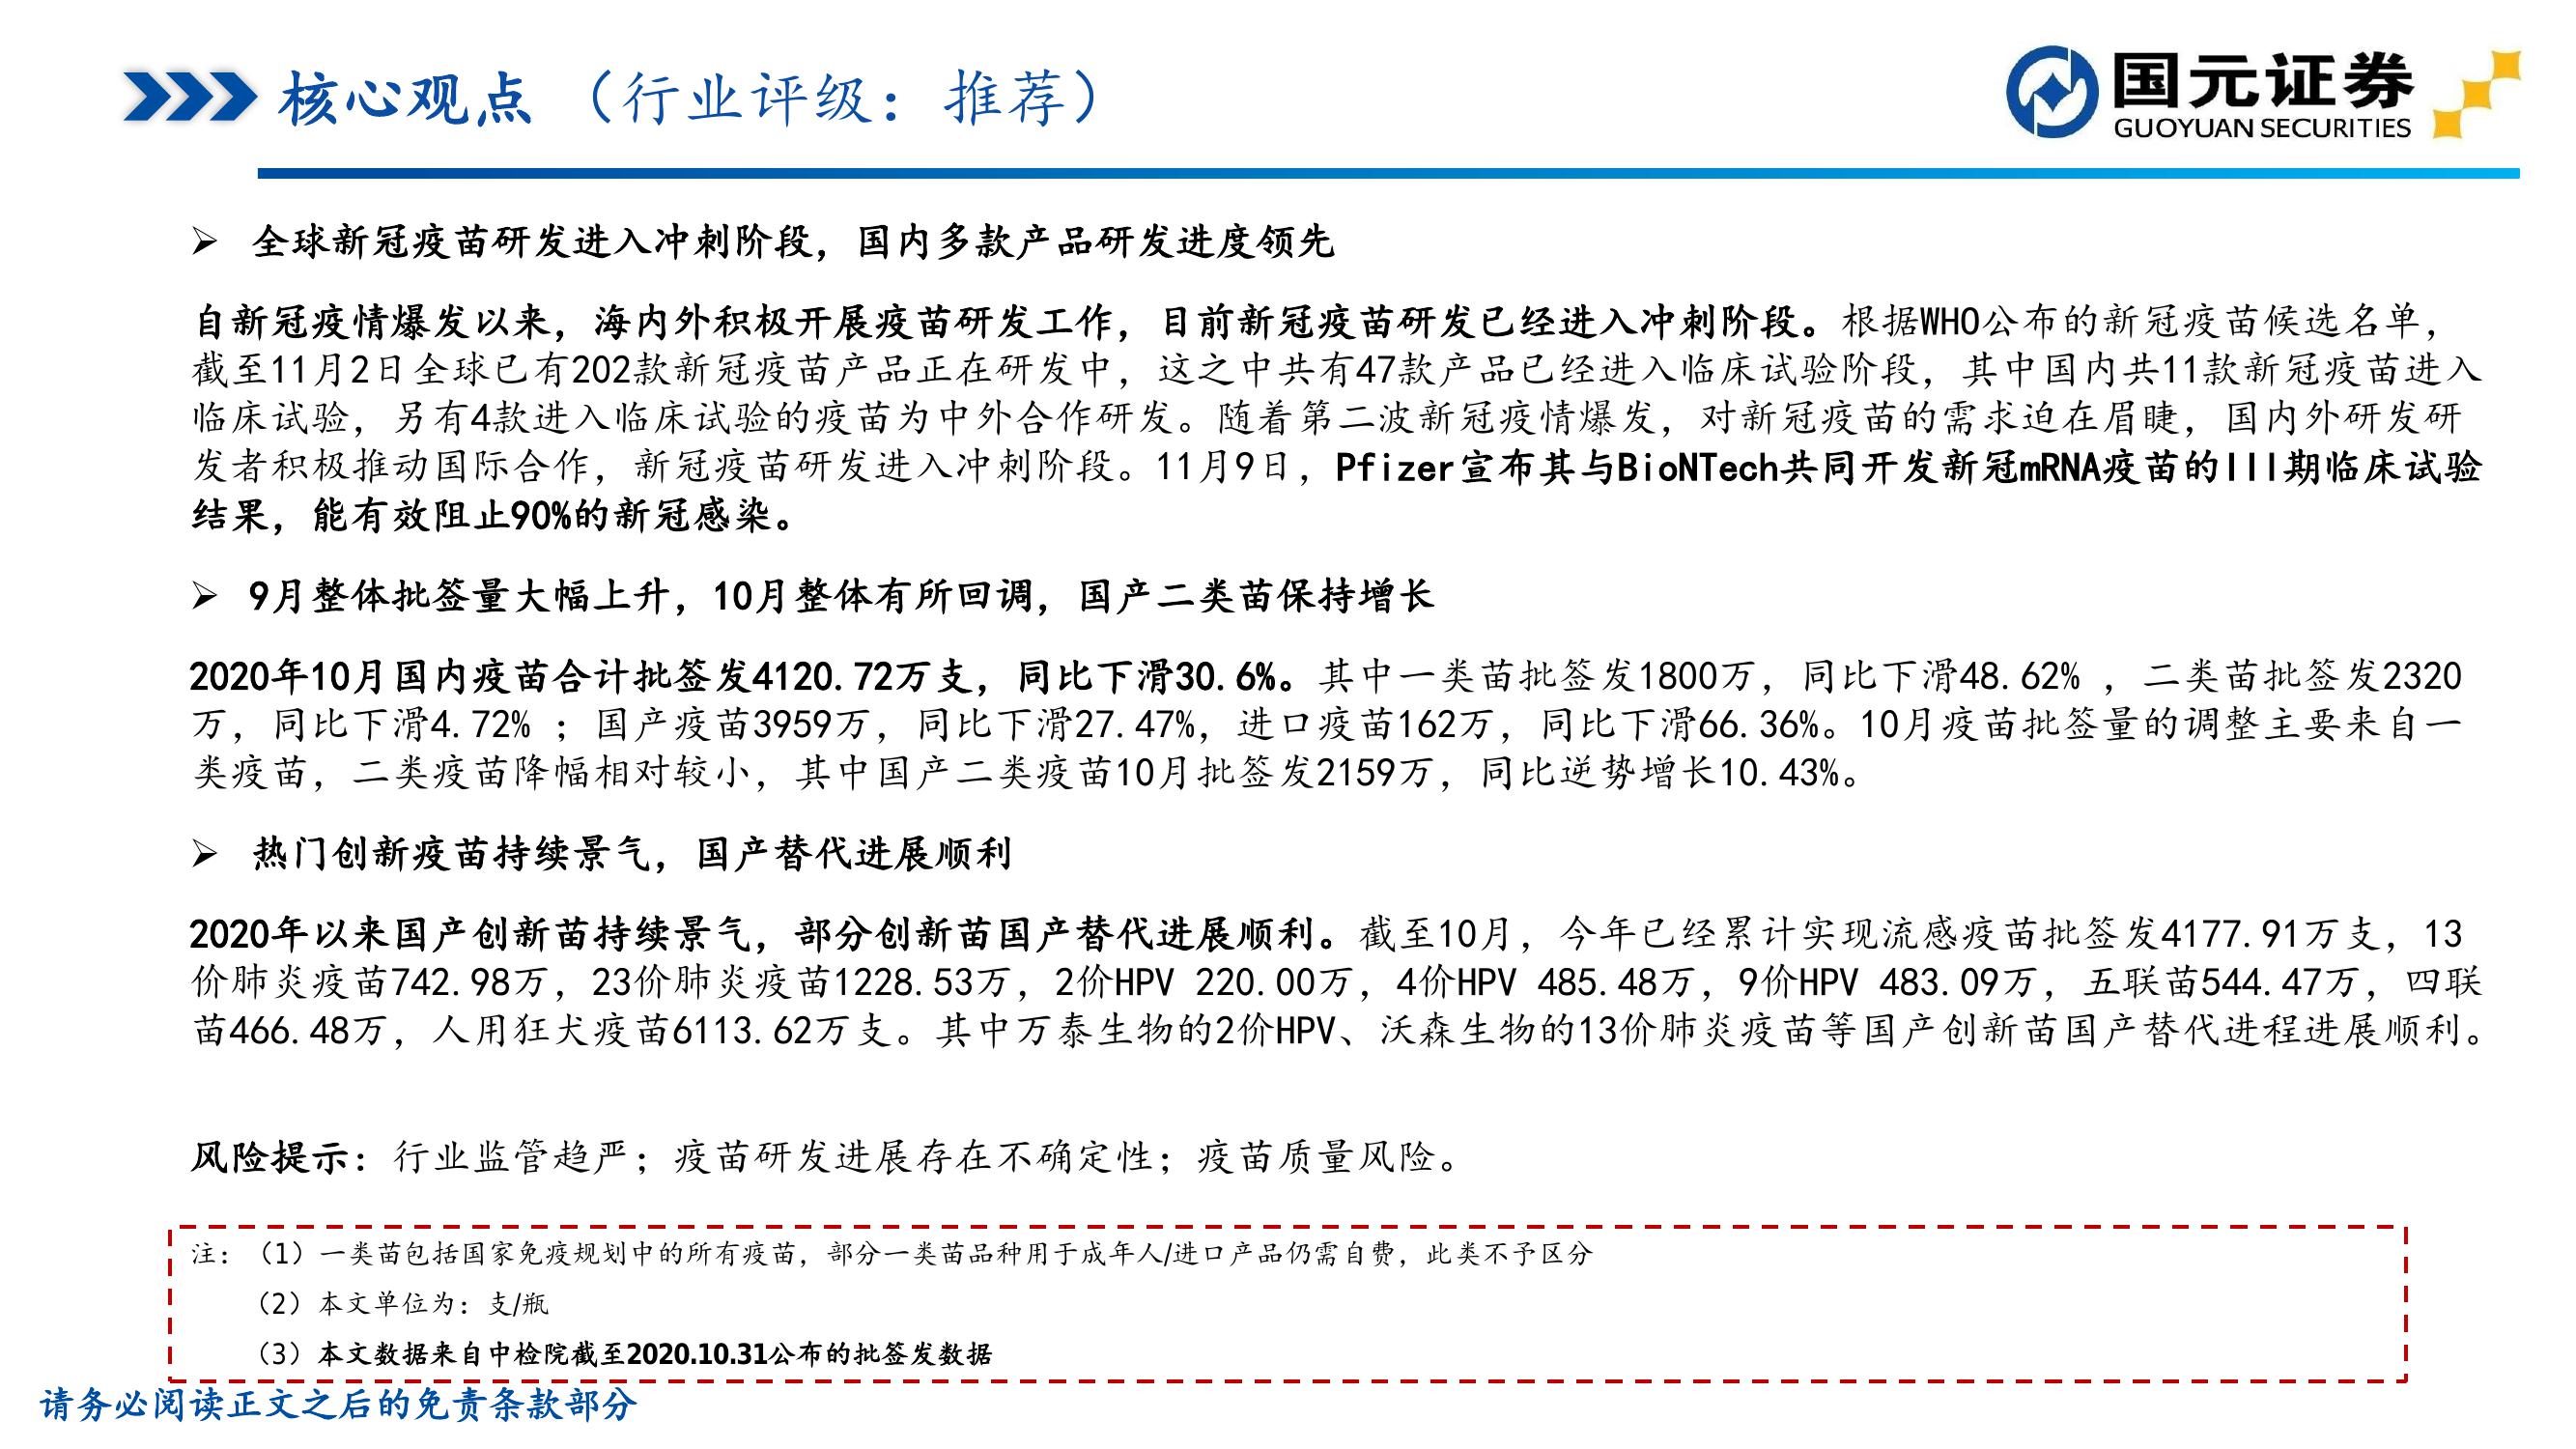 核心观点（行业评级：推荐）
国元证券
GUOYUAN SECURITIES
➢ 全球新冠疫苗研发进入冲刺阶段，国内多款产品研发进度领先
自新冠疫情爆发以来，海内外积极开展疫苗研发工作，目前新冠疫苗研发已经进入冲刺阶段。根据WHO公布的新冠疫苗候选名单，
截至11月2日全球已有202款新冠疫苗产品正在研发中，这之中共有47款产品已经进入临床试验阶段，其中国内共11款新冠疫苗进入
临床试验，另有4款进入临床试验的疫苗为中外合作研发。随着第二波新冠疫情爆发，对新冠疫苗的需求迫在眉睫，国内外研发研
发者积极推动国际合作，新冠疫苗研发进入冲刺阶段。11月9日，Pfizer宣布其与BioNTech共同开发新冠mRNA疫苗的III期临床试验
结果，能有效阻止90%的新冠感染。
➢ 9月整体批签量大幅上升，10月整体有所回调，国产二类苗保持增长
2020年10月国内疫苗合计批签发4120.72万支，同比下滑30.6%。其中一类苗批签发1800万，同比下滑48.62% ，二类苗批签发2320
万，同比下滑4.72% ；国产疫苗3959万，同比下滑27.47%，进口疫苗162万，同比下滑66.36%。10月疫苗批签量的调整主要来自一
类疫苗，二类疫苗降幅相对较小，其中国产二类疫苗10月批签发2159万，同比逆势增长10.43%。
➢ 热门创新疫苗持续景气，国产替代进展顺利
2020年以来国产创新苗持续景气，部分创新苗国产替代进展顺利。截至10月，今年已经累计实现流感疫苗批签发4177.91万支，13
价肺炎疫苗742.98万，23价肺炎疫苗1228.53万，2价HPV 220.00万，4价HPV 485.48万，9价HPV 483.09万，五联苗544.47万，四联
苗466.48万，人用狂犬疫苗6113.62万支。其中万泰生物的2价HPV、沃森生物的13价肺炎疫苗等国产创新苗国产替代进程进展顺利。
风险提示：行业监管趋严；疫苗研发进展存在不确定性；疫苗质量风险。
注：（1）一类苗包括国家免疫规划中的所有疫苗，部分一类苗品种用于成年人/进口产品仍需自费，此类不予区分
（2）本文单位为：支/瓶
（3）本文数据来自中检院截至2020.10.31公布的批签发数据
请务必阅读正文之后的免责条款部分